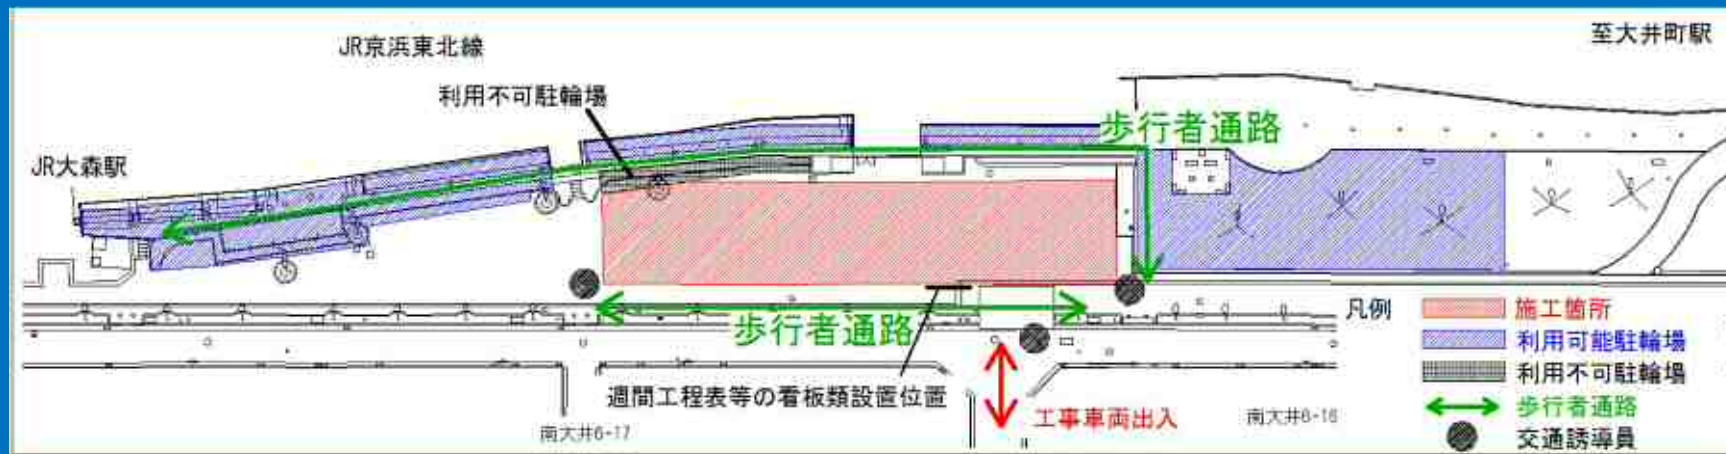 至大井町駅
JR京浜東北線
利用不可駐輪場
歩行者通路
JR大森駅
凡例
施工箇所
歩行者通路
利用可能駐輪場
利用不可駐輪場
週間工程表等の看板類設置位置
工事車両出入
歩行者通路
南大井6-17
南大井6-16
交通誘導員